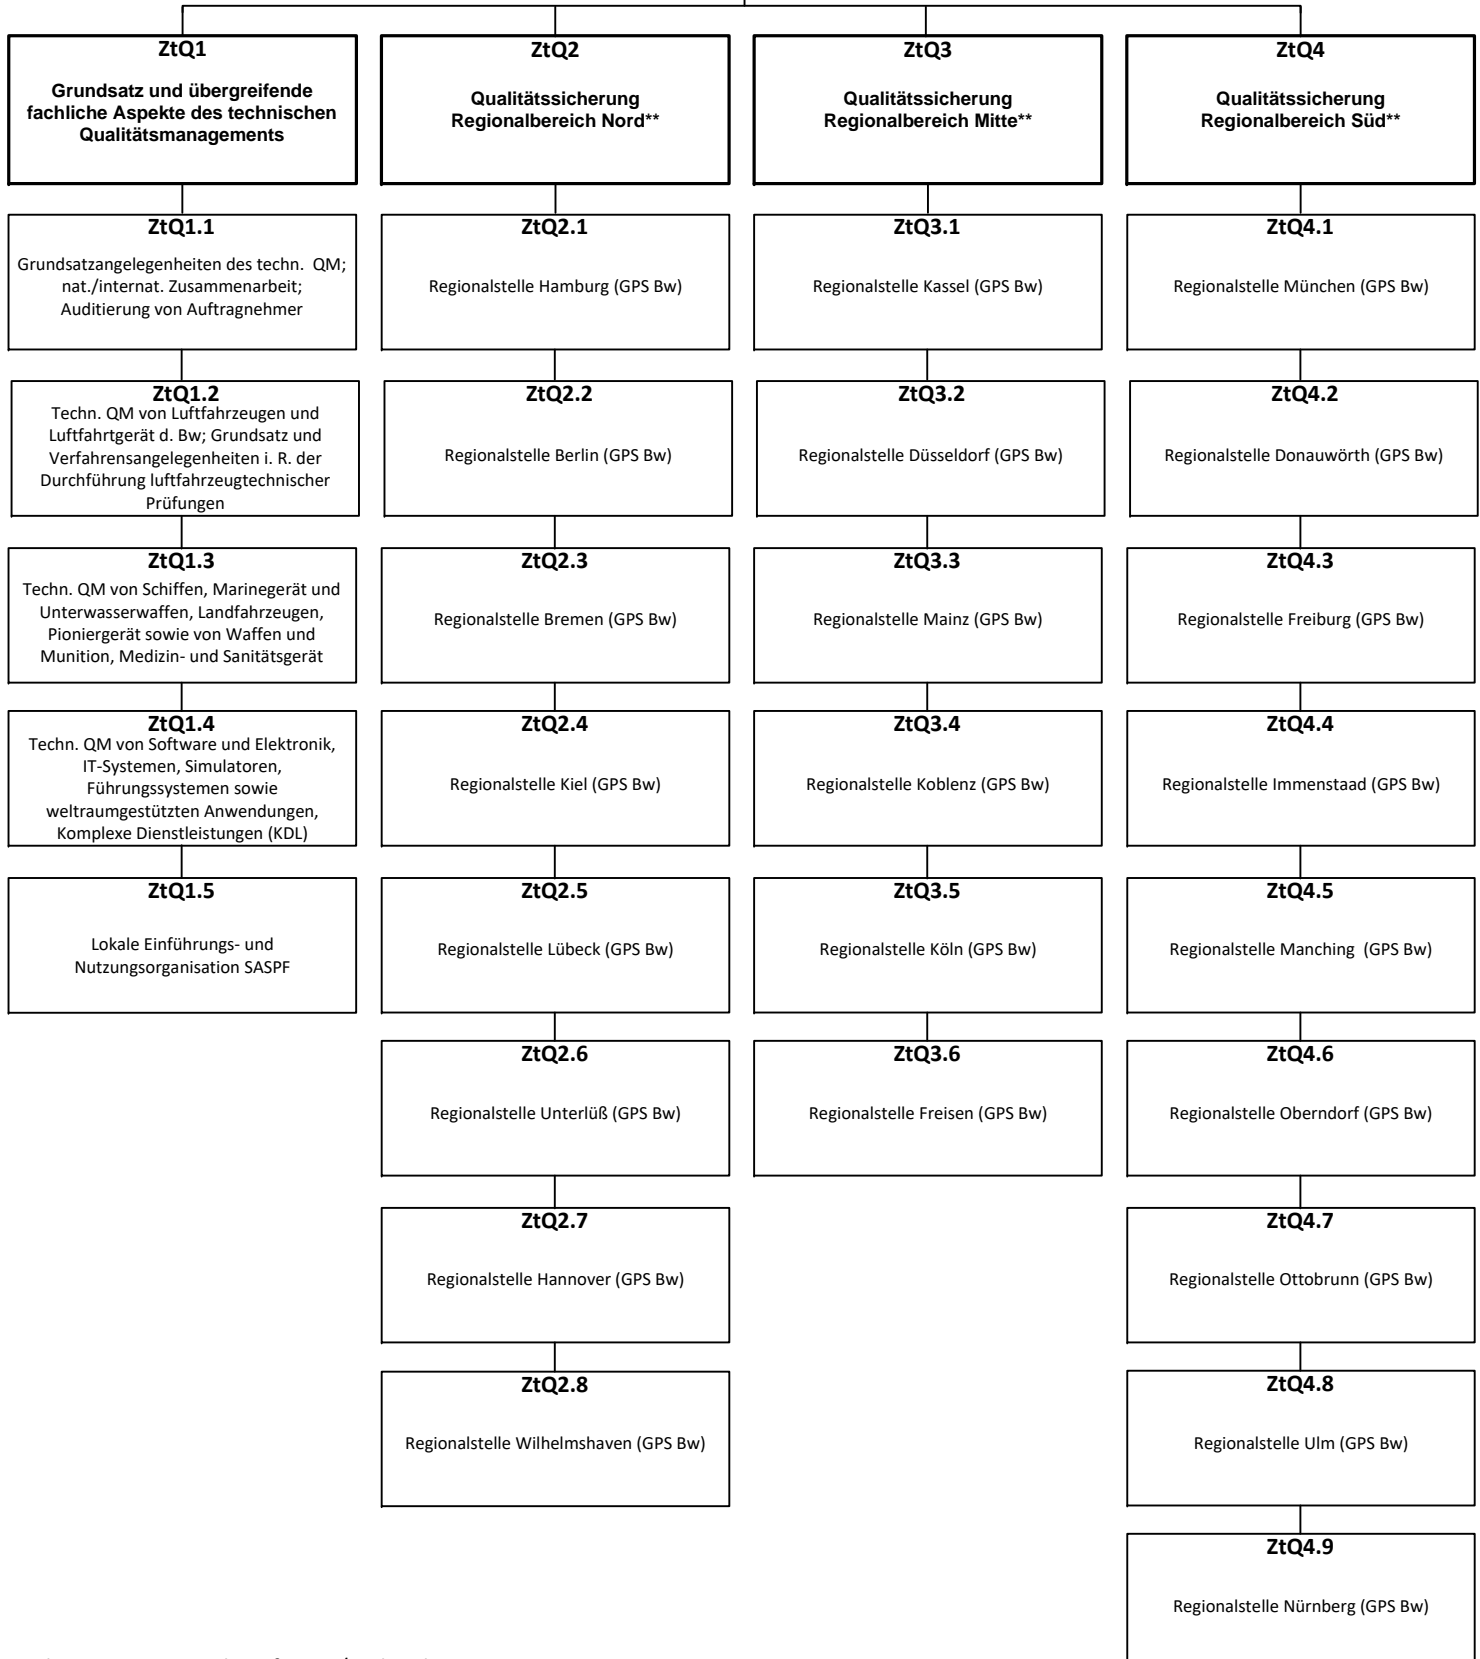 ZtQ1
Grundsatz und übergreifende
fachliche Aspekte des technischen
Qualitätsmanagements
ZtQ1.1
Grundsatzangelegenheiten des techn. QM;
nat./internat. Zusammenarbeit;
Auditierung von Auftragnehmer
ZtQ1.2
Techn. QM von Luftfahrzeugen und
Luftfahrtgerät d. Bw; Grundsatz und
Verfahrensangelegenheiten i. R. der
Durchführung luftfahrzeugtechnischer
Prüfungen
ZtQ1.3
Techn. QM von Schiffen, Marinegerät und
Unterwasserwaffen, Landfahrzeugen,
Pioniergerät sowie von Waffen und
Munition, Medizin- und Sanitätsgerät
ZtQ1.4
Techn. QM von Software und Elektronik,
IT-Systemen, Simulatoren,
Führungssystemen sowie
weltraumgestützten Anwendungen,
Komplexe Dienstleistungen (KDL)
ZtQ1.5
Lokale Einführungs- und
Nutzungsorganisation SASPF
ZtQ2
Qualitätssicherung
Regionalbereich Nord**
ZtQ2.1
Regionalstelle Hamburg (GPS Bw)
ZtQ2.2
Regionalstelle Berlin (GPS Bw)
ZtQ2.3
Regionalstelle Bremen (GPS Bw)
ZtQ2.4
Regionalstelle Kiel (GPS Bw)
ZtQ2.5
Regionalstelle Lübeck (GPS Bw)
ZtQ2.6
Regionalstelle Unterlüß (GPS Bw)
ZtQ2.7
Regionalstelle Hannover (GPS Bw)
ZtQ2.8
Regionalstelle Wilhelmshaven (GPS Bw)
ZtQ3
Qualitätssicherung
Regionalbereich Mitte**
ZtQ3.1
Regionalstelle Kassel (GPS Bw)
ZtQ3.2
Regionalstelle Düsseldorf (GPS Bw)
ZtQ3.3
Regionalstelle Mainz (GPS Bw)
ZtQ3.4
Regionalstelle Koblenz (GPS Bw)
ZtQ3.5
Regionalstelle Köln (GPS Bw)
ZtQ3.6
Regionalstelle Freisen (GPS Bw)
ZtQ4
Qualitätssicherung
Regionalbereich Süd**
ZtQ4.1
Regionalstelle München (GPS Bw)
ZtQ4.2
Regionalstelle Donauwörth (GPS Bw)
ZtQ4.3
Regionalstelle Freiburg (GPS Bw)
ZtQ4.4
Regionalstelle Immenstaad (GPS Bw)
ZtQ4.5
Regionalstelle Manching (GPS Bw)
ZtQ4.6
Regionalstelle Oberndorf (GPS Bw)
ZtQ4.7
Regionalstelle Ottobrunn (GPS Bw)
ZtQ4.8
Regionalstelle Ulm (GPS Bw)
ZtQ4.9
Regionalstelle Nürnberg (GPS Bw)